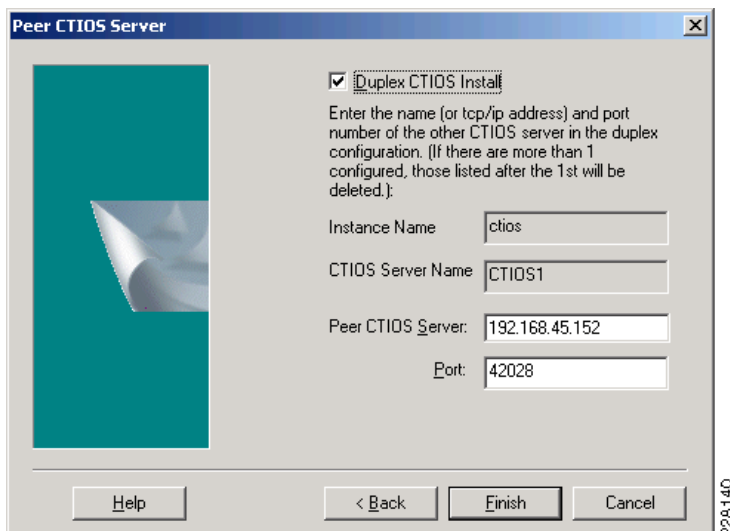 Peer CTIOS Server
Duplex CTIOS Install
Enter the name (or tcp/ip address) and port
number of the other CTIOS server in the duplex
configuration. (If there are more than 1
configured, those listed after the 1st will be
deleted.):
Instance Name
ctios
CTIOS Server Name
CTIOS1
Peer CTIOS Server:
192.168.45.152
Port:
42028
Help
< Back
Finish
Cancel
228140